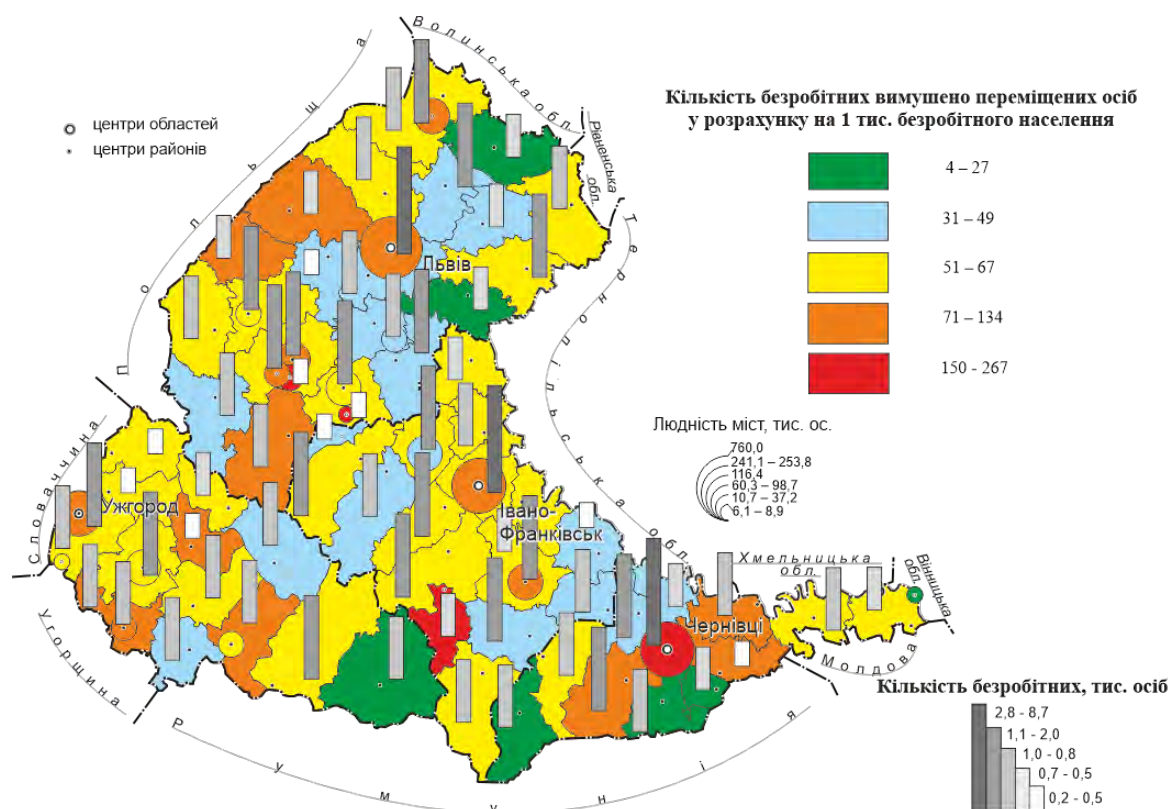 Волинська обл.
Рівненська
обл.
Польща
Тернопільська обл.
центри областей
центри районів
Кількість безробітних вимушено переміщених осіб
у розрахунку на 1 тис. безробітного населення
4 – 27
31 – 49
51 – 67
71 – 134
150 - 267
Львів
Людність міст, тис. ос.
760,0
241,1 – 253,8
116,4
60,3 – 98,7
10,7 – 37,2
6,1 – 8,9
Словаччина
Ужгород
Івано-
Франківськ
Хмельницька
обл.
Вінницька
обл.
Чернівці
Молдова
Угорщина
Румунія
Кількість безробітних, тис. осіб
2,8 - 8,7
1,1 - 2,0
1,0 - 0,8
0,7 - 0,5
0,2 - 0,5